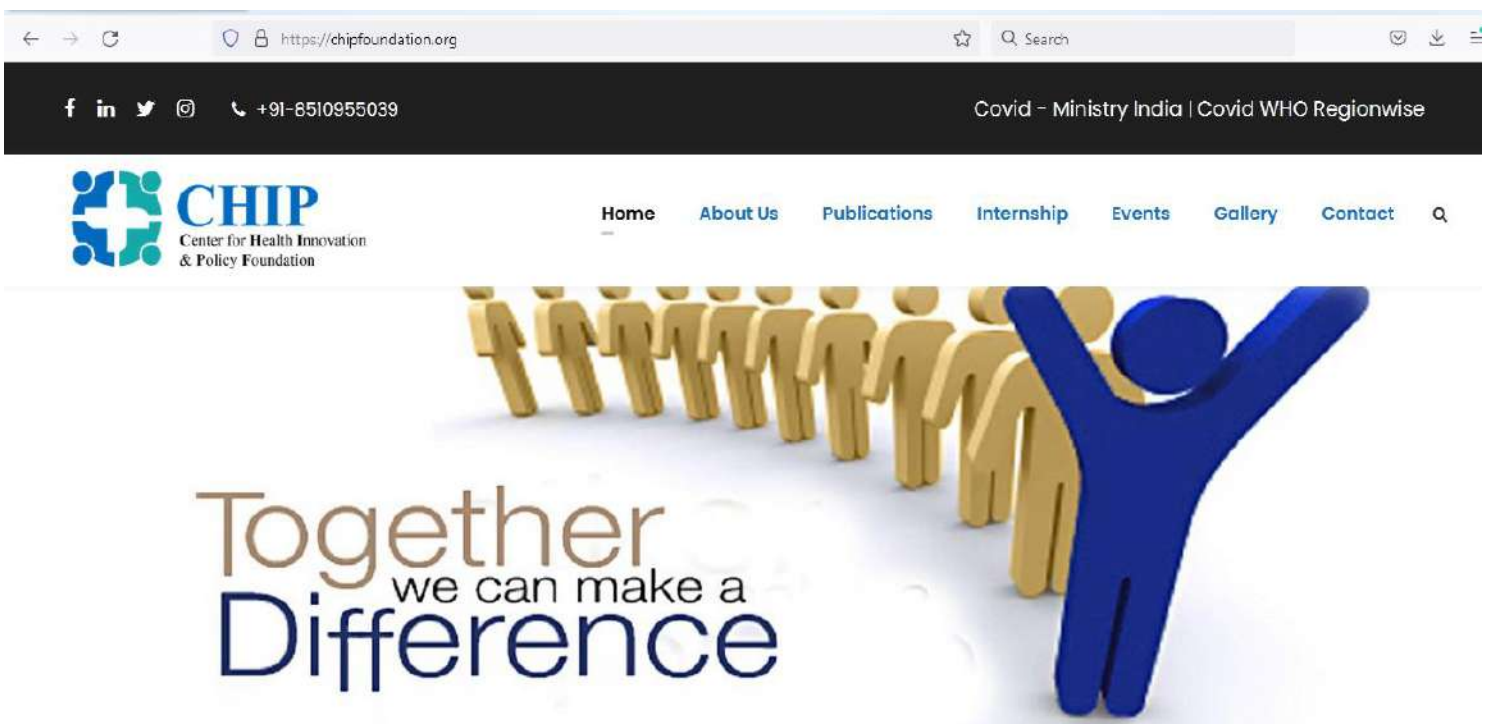 https://chipfoundation.org
Search
f in +91-8510955039
Covid - Ministry India | Covid WHO Regionwise
CHIP
Center for Health Innovation
& Policy Foundation
Home About Us Publications Internship Events Gallery Contact
Together
we can make a
Difference